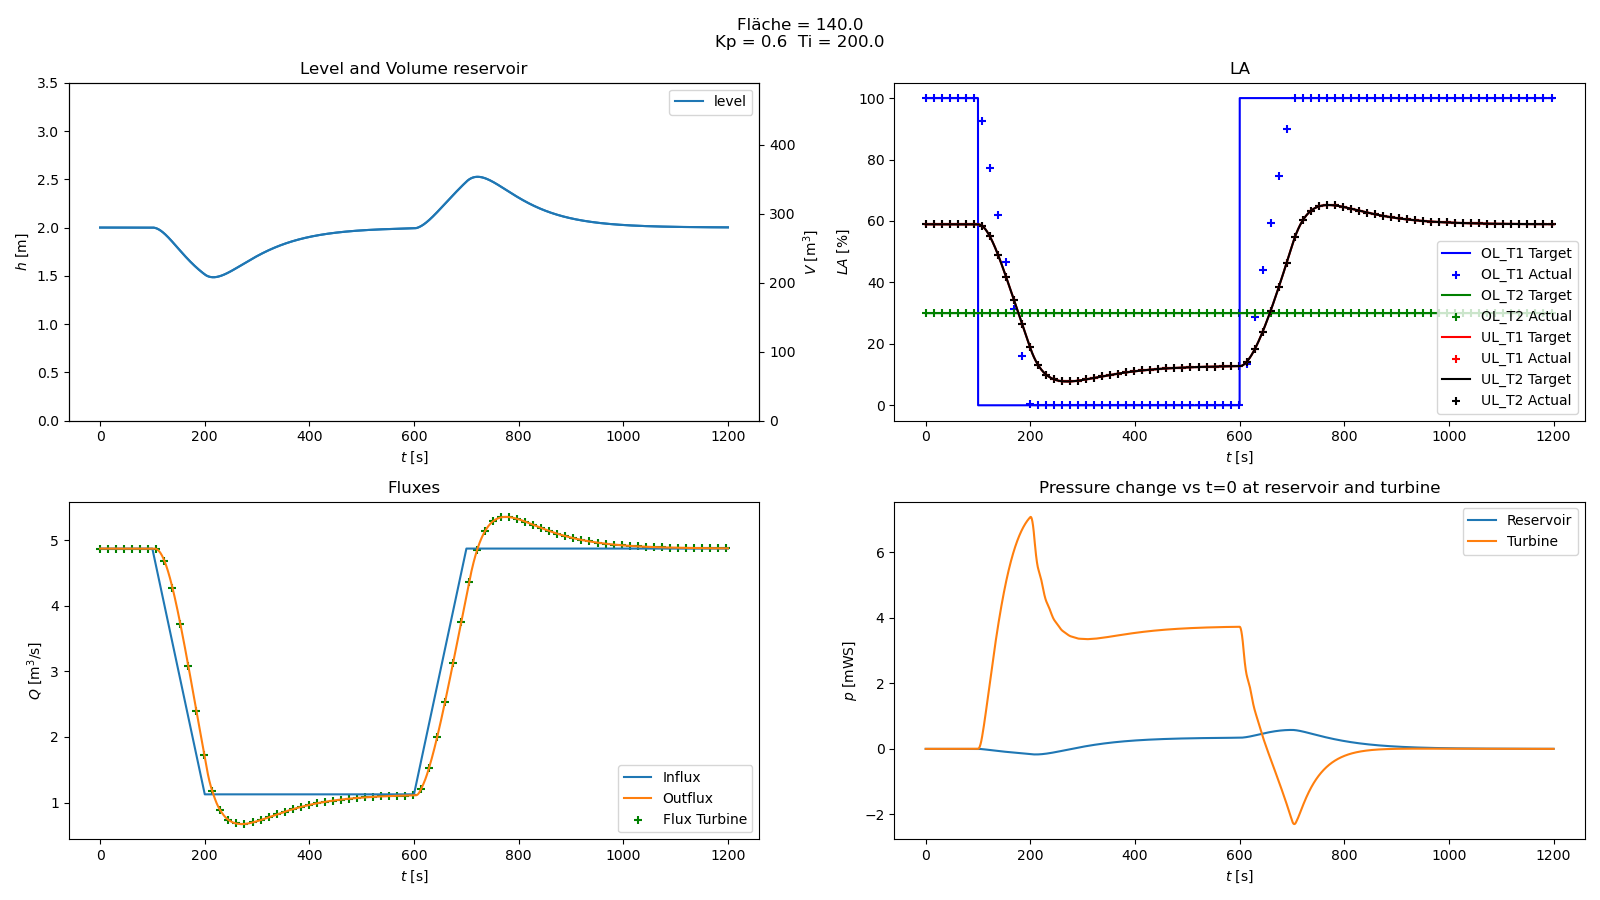 Fläche = 140.0
Kp = 0.6  Ti = 200.0
Level and Volume reservoir
3.5
3.0
2.5
2.0
1.5
1.0
0.5
0.0
h [m]
level
400
300
200
100
0
V [m³]
0 200 400 600 800 1000 1200
t [s]
LA
100
80
60
40
20
0
LA [%]
OL_T1 Target
OL_T1 Actual
OL_T2 Target
OL_T2 Actual
UL_T1 Target
UL_T1 Actual
UL_T2 Target
UL_T2 Actual
0 200 400 600 800 1000 1200
t [s]
Fluxes
5
4
3
2
1
Q [m³/s]
Influx
Outflux
Flux Turbine
0 200 400 600 800 1000 1200
t [s]
Pressure change vs t=0 at reservoir and turbine
6
4
2
0
−2
p [mWS]
Reservoir
Turbine
0 200 400 600 800 1000 1200
t [s]